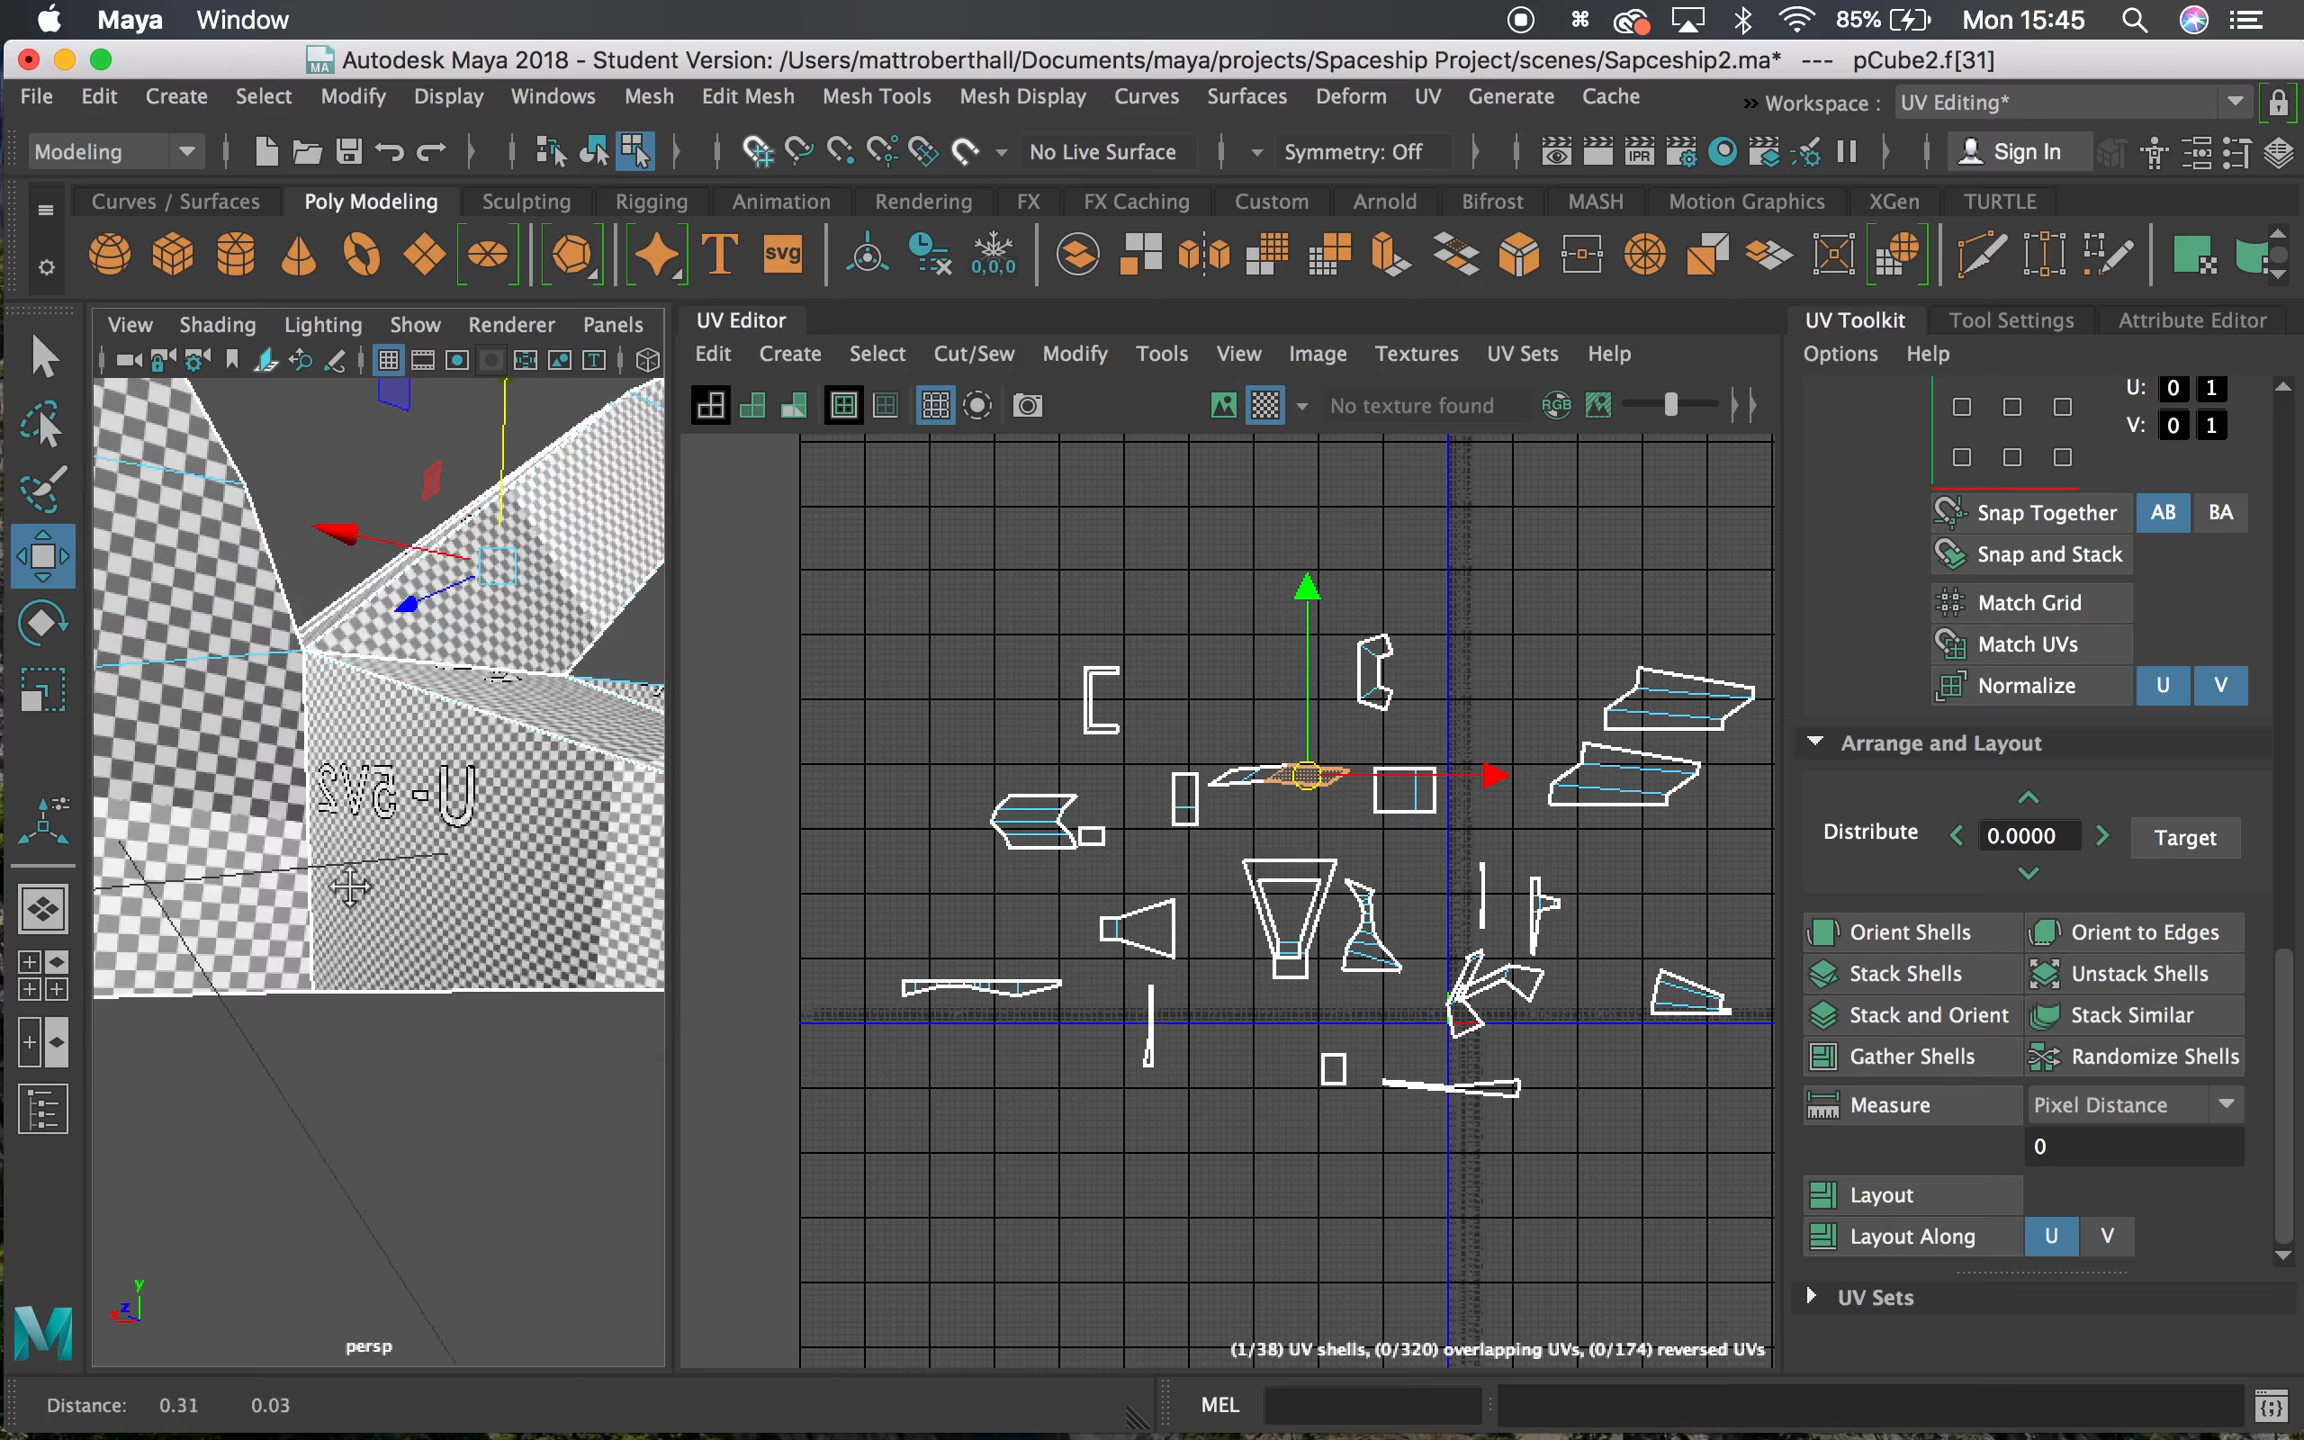 Maya Window 85% Mon 15:45
MA Autodesk Maya 2018 - Student Version: /Users/mattroberthall/Documents/maya/projects/Spaceship Project/scenes/Sapceship2.ma* --- pCube2.f[31]
File Edit Create Select Modify Display Windows Mesh Edit Mesh Mesh Tools Mesh Display Curves Surfaces Deform UV Generate Cache » Workspace : UV Editing*
Modeling No Live Surface Symmetry: Off IPR Sign In
Curves / Surfaces Poly Modeling Sculpting Rigging Animation Rendering FX FX Caching Custom Arnold Bifrost MASH Motion Graphics XGen TURTLE
T svg 0,0,0
View Shading Lighting Show Renderer Panels
UV Editor
UV Toolkit Tool Settings Attribute Editor
Edit Create Select Cut/Sew Modify Tools View Image Textures UV Sets Help
Options Help
No texture found RGB
U: 0 1
V: 0 1
Snap Together AB BA
Snap and Stack
Match Grid
Match UVs
Normalize U V
Arrange and Layout
Distribute 0.0000 Target
Orient Shells Orient to Edges
Stack Shells Unstack Shells
Stack and Orient Stack Similar
Gather Shells Randomize Shells
Measure Pixel Distance
0
Layout
Layout Along U V
UV Sets
y
z
x
persp
(1/38) UV shells, (0/320) overlapping UVs, (0/174) reversed UVs
Distance: 0.31 0.03
MEL